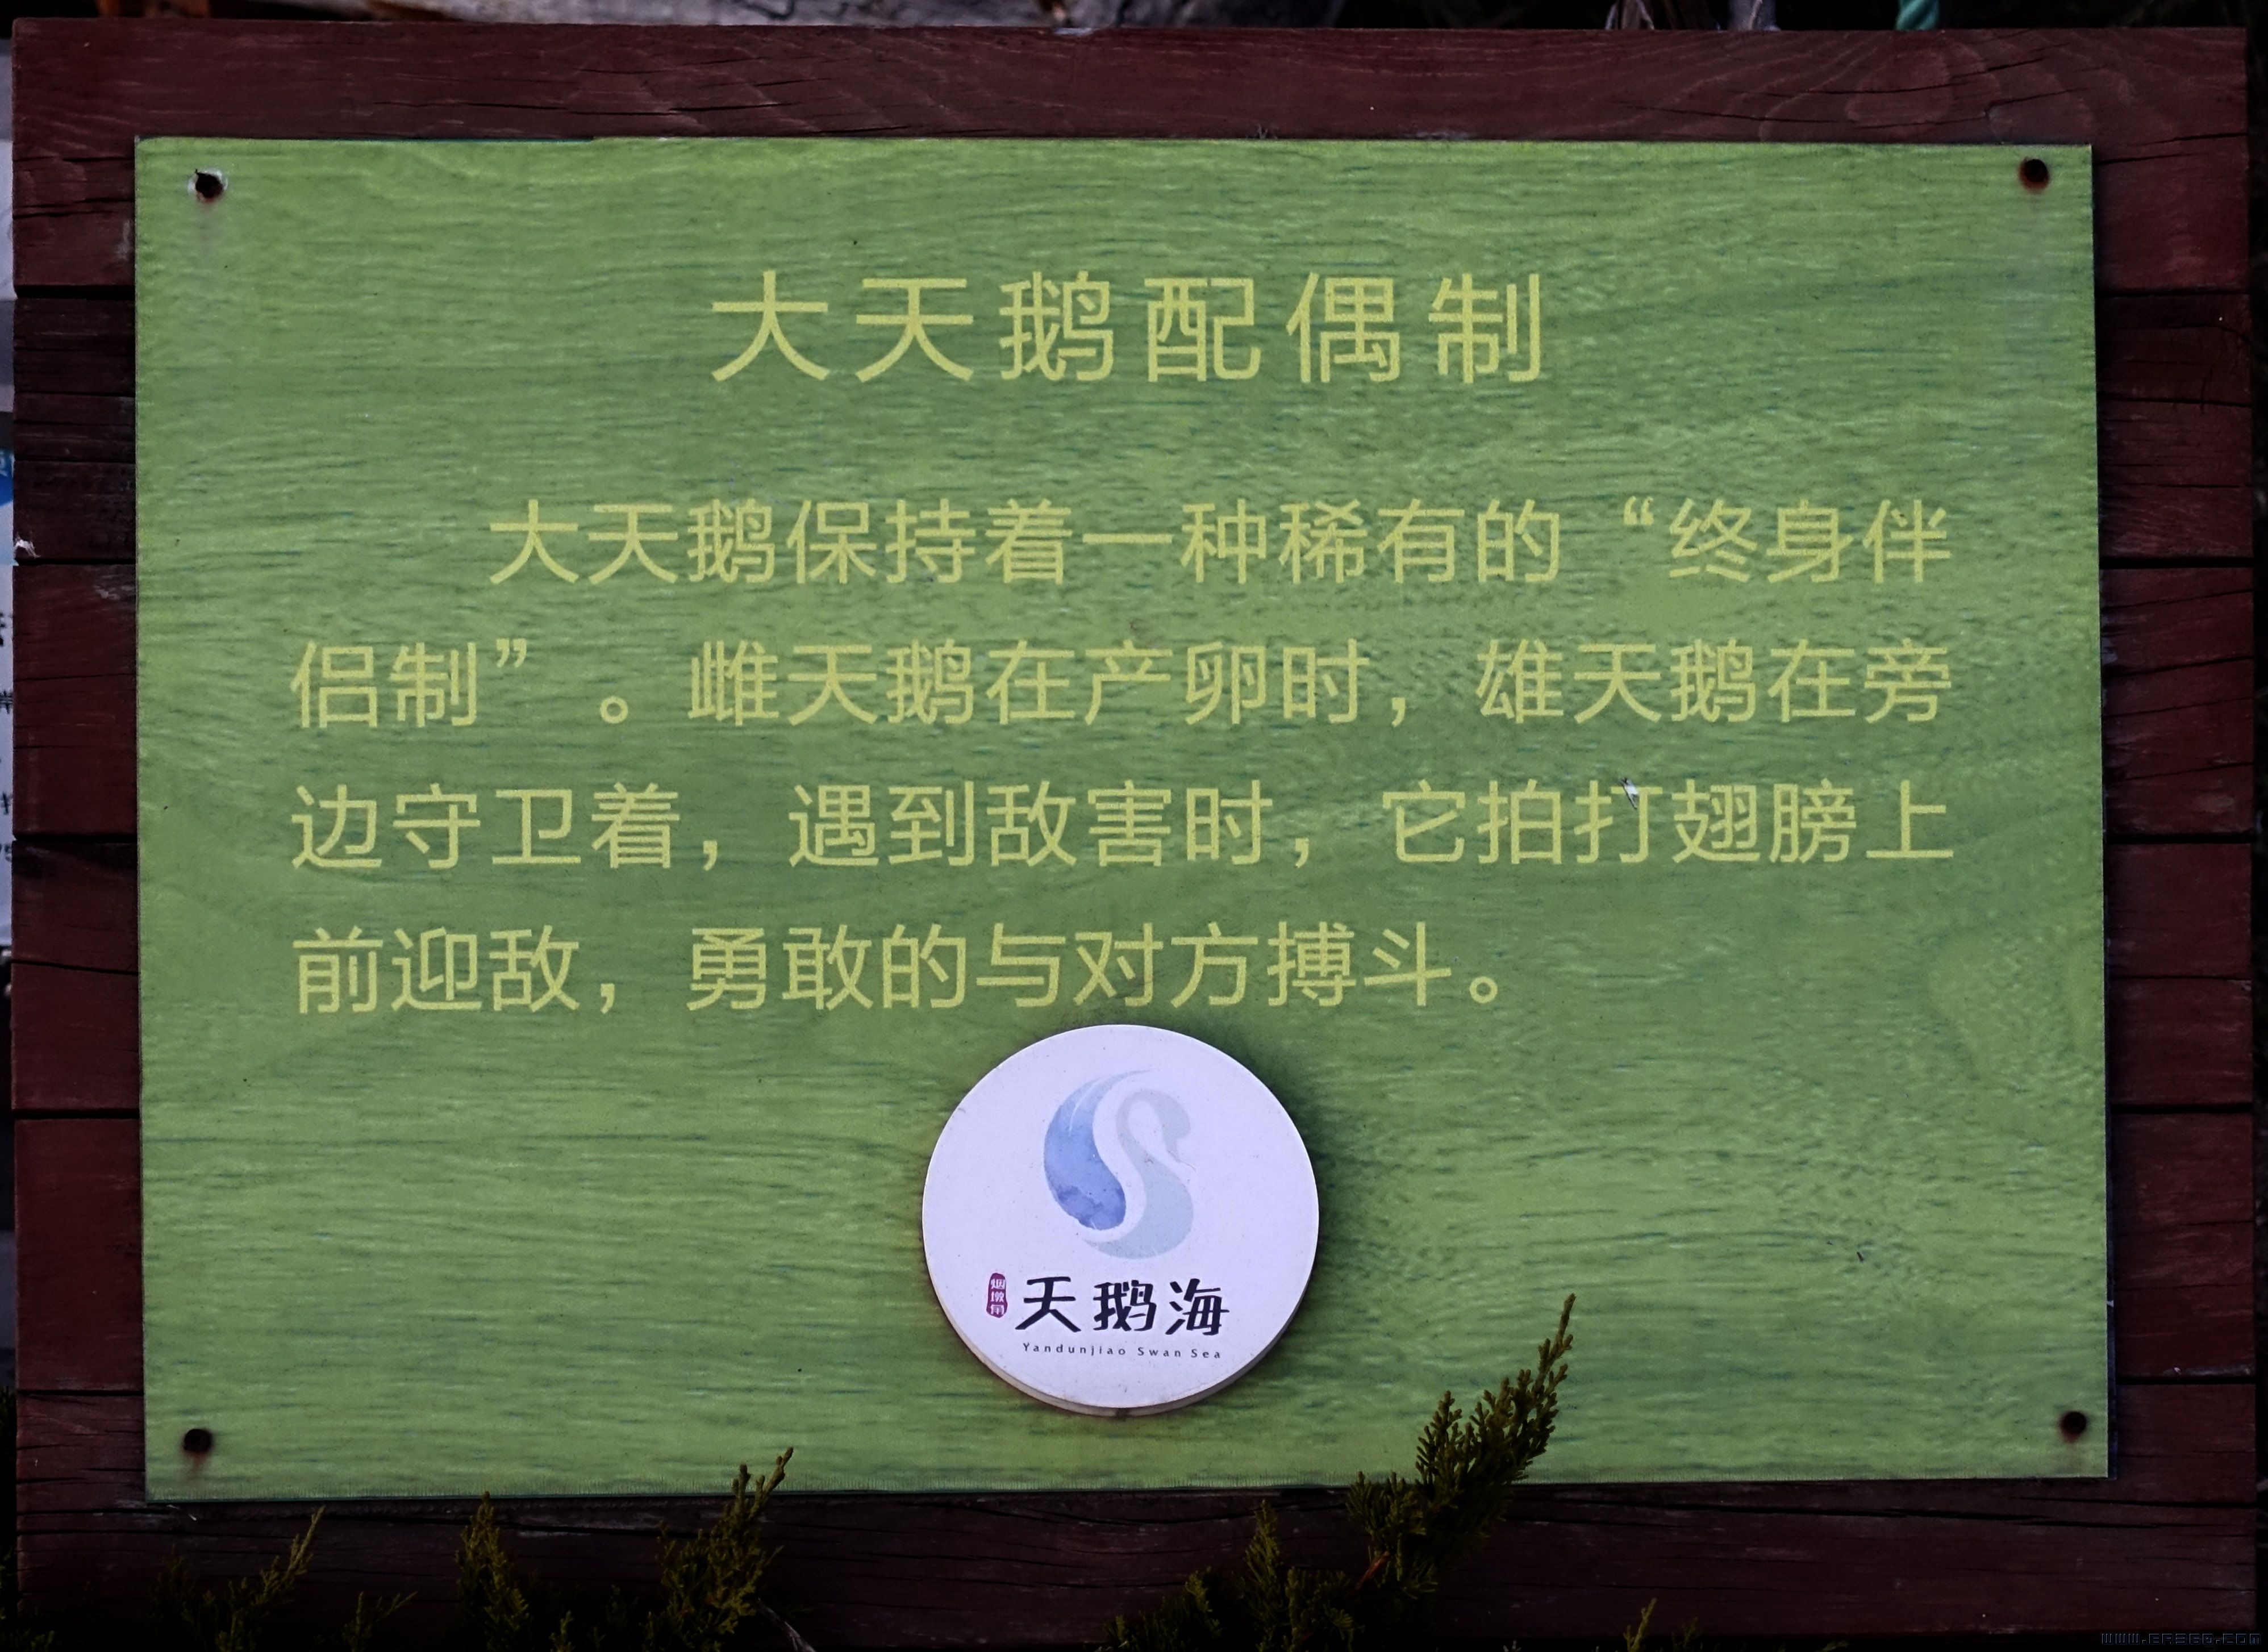 大天鹅配偶制
大天鹅保持着一种稀有的“终身伴
侣制”。雌天鹅在产卵时，雄天鹅在旁
边守卫着，遇到敌害时，它拍打翅膀上
前迎敌，勇敢的与对方搏斗。
烟墩角
天鹅海
Yandunjiao Swan Sea